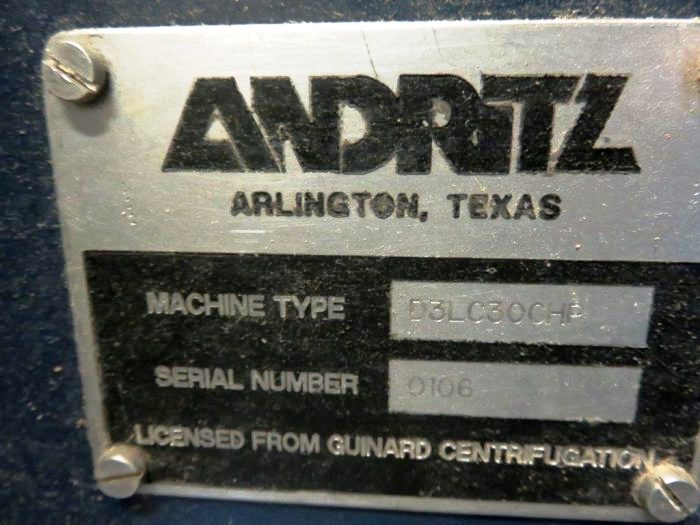 ANDRITZ
ARLINGTON, TEXAS
MACHINE TYPE D3LC30CHP
SERIAL NUMBER 0106
LICENSED FROM GUINARD CENTRIFUGATION